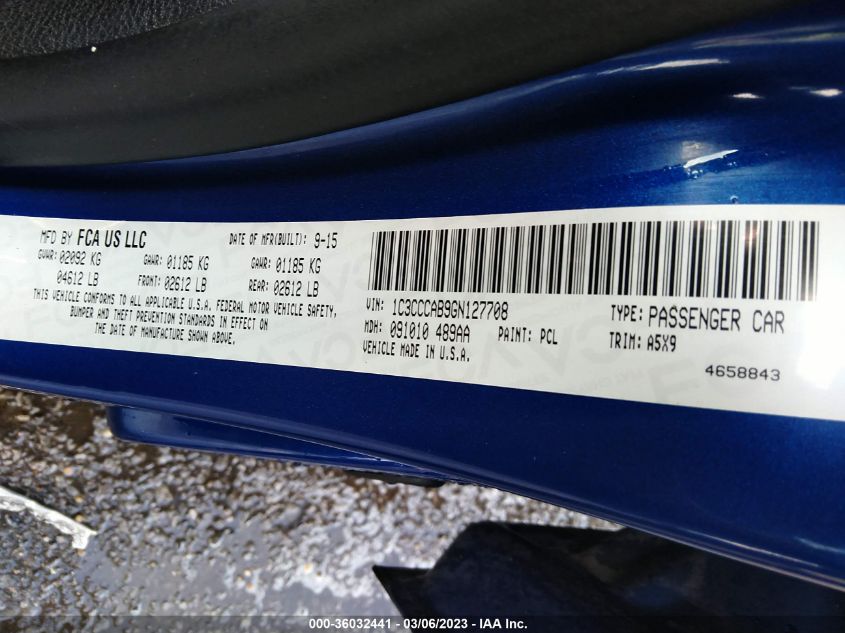 MFD BY FCA US LLC DATE OF MFR(BUILT): 9-15
GVWR: 02092 KG GAWR: 01185 KG GAWR: 01185 KG
04612 LB FRONT: 02612 LB REAR: 02612 LB
THIS VEHICLE CONFORMS TO ALL APPLICABLE U.S.A. FEDERAL MOTOR VEHICLE SAFETY,
BUMPER AND THEFT PREVENTION STANDARDS IN EFFECT ON
THE DATE OF MANUFACTURE SHOWN ABOVE.
VIN: 1C3CCCAB9GN127708 TYPE: PASSENGER CAR
MDH: 091010 489AA PAINT: PCL TRIM: A5X9
VEHICLE MADE IN U.S.A.
4658843
000-36032441 - 03/06/2023 - IAA Inc.